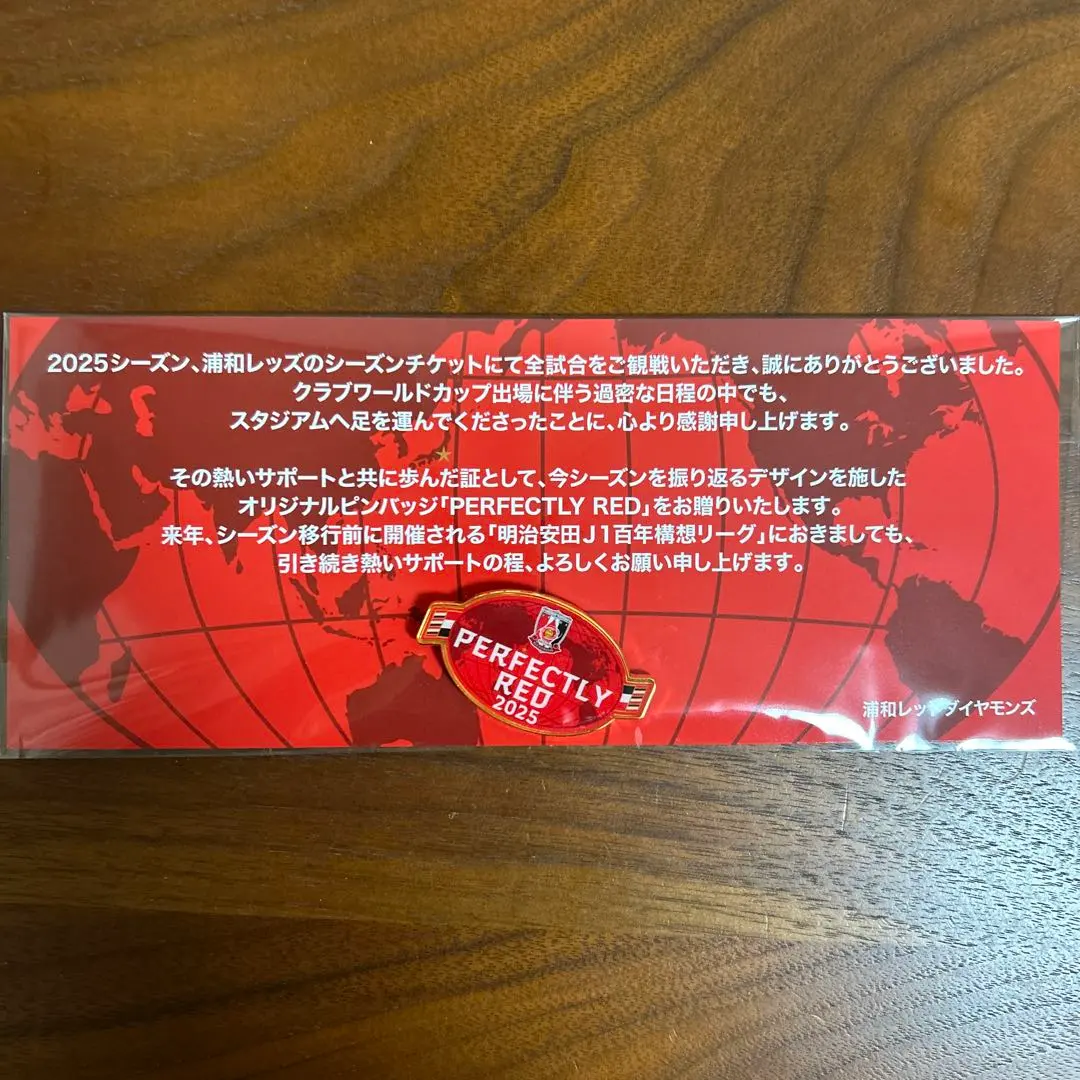 2025シーズン、浦和レッズのシーズンチケットにて全試合をご観戦いただき、誠にありがとうございました。
クラブワールドカップ出場に伴う過密な日程の中でも、
スタジアムへ足を運んでくださったことに、心より感謝申し上げます。
その熱いサポートと共に歩んだ証として、今シーズンを振り返るデザインを施した
オリジナルピンバッジ「PERFECTLY RED」をお贈りいたします。
来年、シーズン移行前に開催される「明治安田J1百年構想リーグ」におきましても、
引き続き熱いサポートの程、よろしくお願い申し上げます。
PERFECTLY
RED
2025
浦和レッドダイヤモンズ